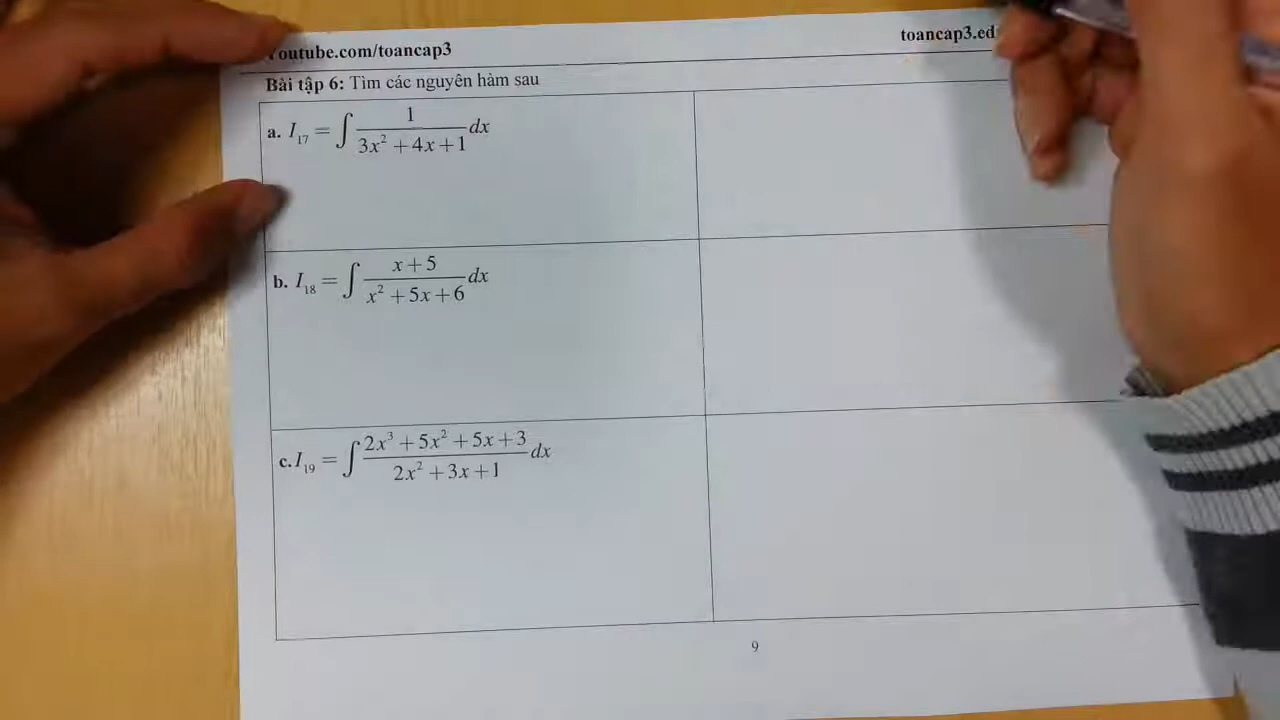 Youtube.com/toancap3
toancap3.ed
Bài tập 6: Tìm các nguyên hàm sau
a. I₁₇ = ∫ 1/(3x² + 4x + 1) dx
b. I₁₈ = ∫ (x + 5)/(x² + 5x + 6) dx
c. I₁₉ = ∫ (2x³ + 5x² + 5x + 3)/(2x² + 3x + 1) dx
9